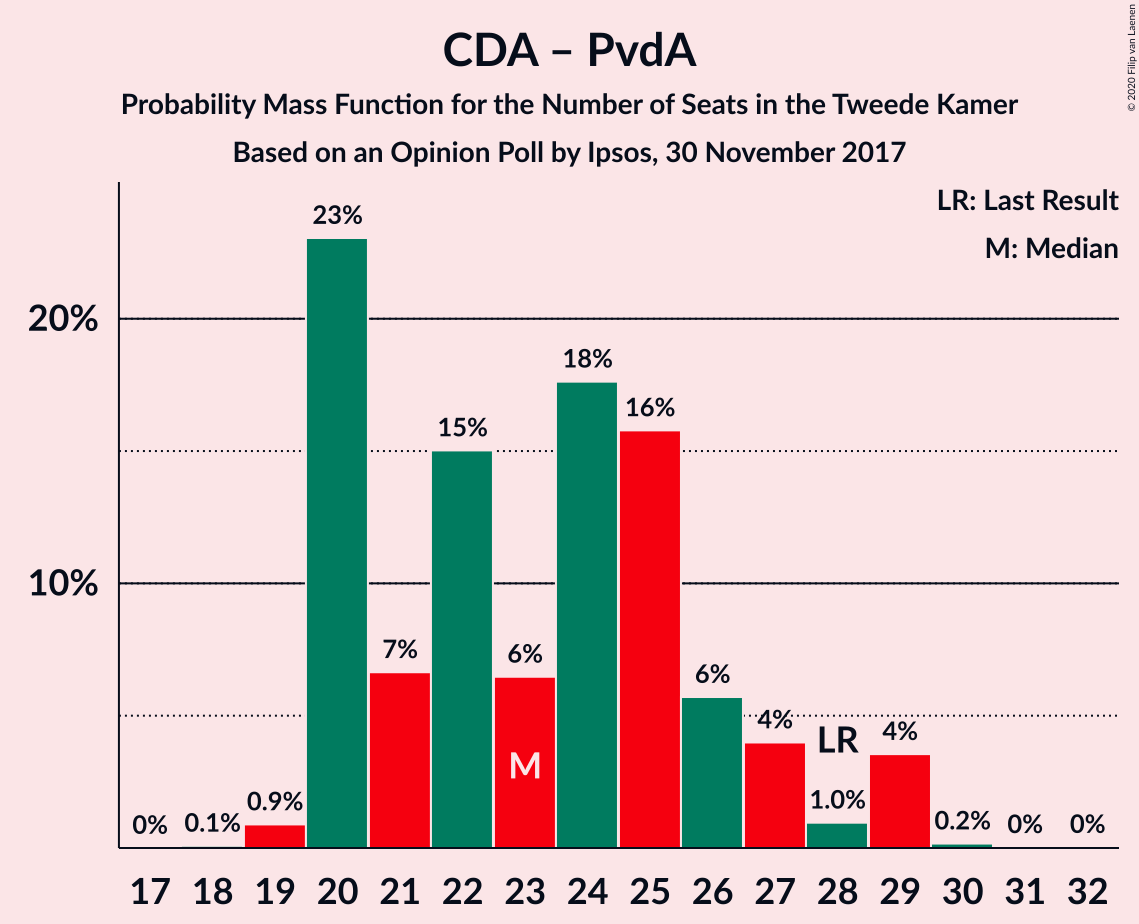 CDA – PvdA
Probability Mass Function for the Number of Seats in the Tweede Kamer
Based on an Opinion Poll by Ipsos, 30 November 2017
© 2020 Filip van Laenen
LR: Last Result
M: Median
20%
10%
0%
0.1%
0.9%
23%
7%
15%
6%
18%
16%
6%
4%
1.0%
4%
0.2%
0%
0%
M
LR
17 18 19 20 21 22 23 24 25 26 27 28 29 30 31 32